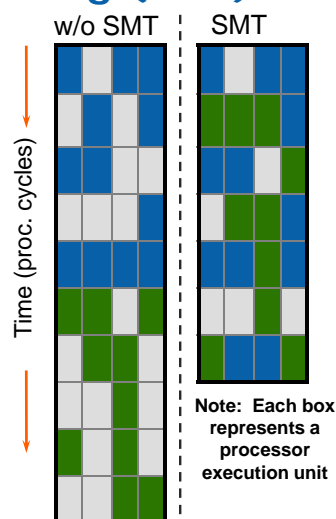 w/o SMT
SMT
Time (proc. cycles)
Note: Each box
represents a
processor
execution unit